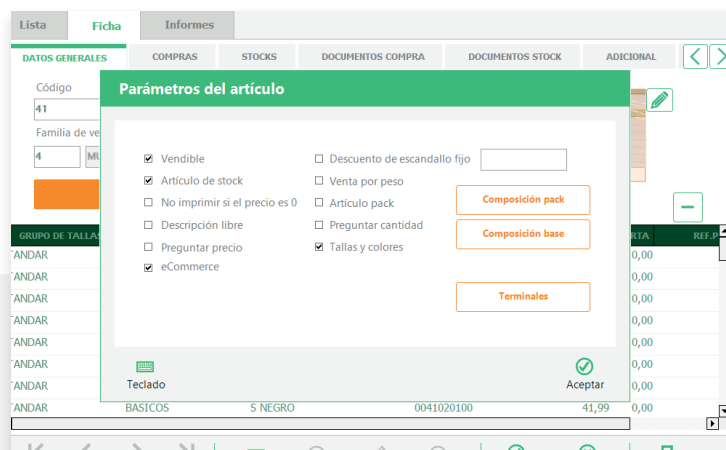 Lista Ficha Informes
DATOS GENERALES COMPRAS STOCKS DOCUMENTOS COMPRA DOCUMENTOS STOCK ADICIONAL
Código
Parámetros del artículo
41
Familia de ve
4 MU
Vendible Descuento de escandallo fijo
Artículo de stock Venta por peso
No imprimir si el precio es 0 Artículo pack Composición pack
Descripción libre Preguntar cantidad Composición base
Preguntar precio Tallas y colores
eCommerce
Terminales
GRUPO DE TALLAS RTA REF.P
TANDAR 0,00
TANDAR 0,00
TANDAR 0,00
TANDAR 0,00
TANDAR 0,00
TANDAR 0,00
TANDAR 0,00
Teclado Aceptar
TANDAR BASICOS S NEGRO 0041020100 41,99 0,00